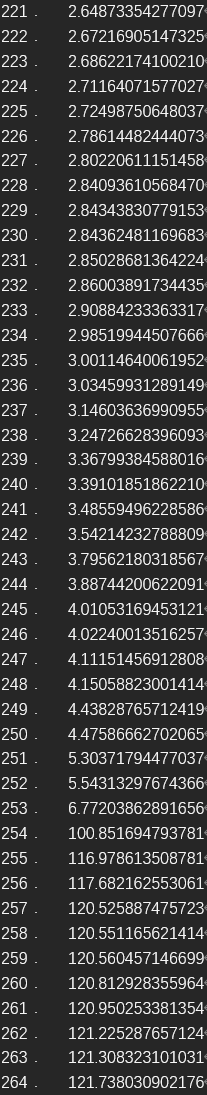 221 . 2.64873354277097
222 . 2.67216905147325
223 . 2.68622174100210
224 . 2.71164071577027
225 . 2.72498750648037
226 . 2.78614482444073
227 . 2.80220611151458
228 . 2.84093610568470
229 . 2.84343830779153
230 . 2.84362481169683
231 . 2.85028681364224
232 . 2.86003891734435
233 . 2.90884233363317
234 . 2.98519944507666
235 . 3.00114640061952
236 . 3.03459931289149
237 . 3.14603636990955
238 . 3.24726628396093
239 . 3.36799384588016
240 . 3.39101851862210
241 . 3.48559496228586
242 . 3.54214232788809
243 . 3.79562180318567
244 . 3.88744200622091
245 . 4.01053169453121
246 . 4.02240013516257
247 . 4.11151456912808
248 . 4.15058823001414
249 . 4.43828765712419
250 . 4.47586662702065
251 . 5.30371794477037
252 . 5.54313297674366
253 . 6.77203862891656
254 . 100.851694793781
255 . 116.978613508781
256 . 117.682162553061
257 . 120.525887475723
258 . 120.551165621414
259 . 120.560457146699
260 . 120.812928355964
261 . 120.950253381354
262 . 121.225287657124
263 . 121.308323101031
264 . 121.738030902176